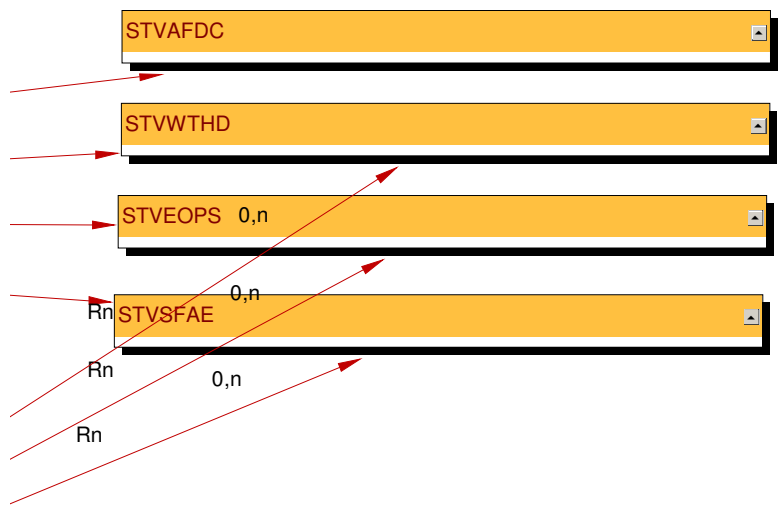 STVAFDC
STVWTHD
STVEOPS 0,n
0,n
Rn STVSFAE
Rn
0,n
Rn